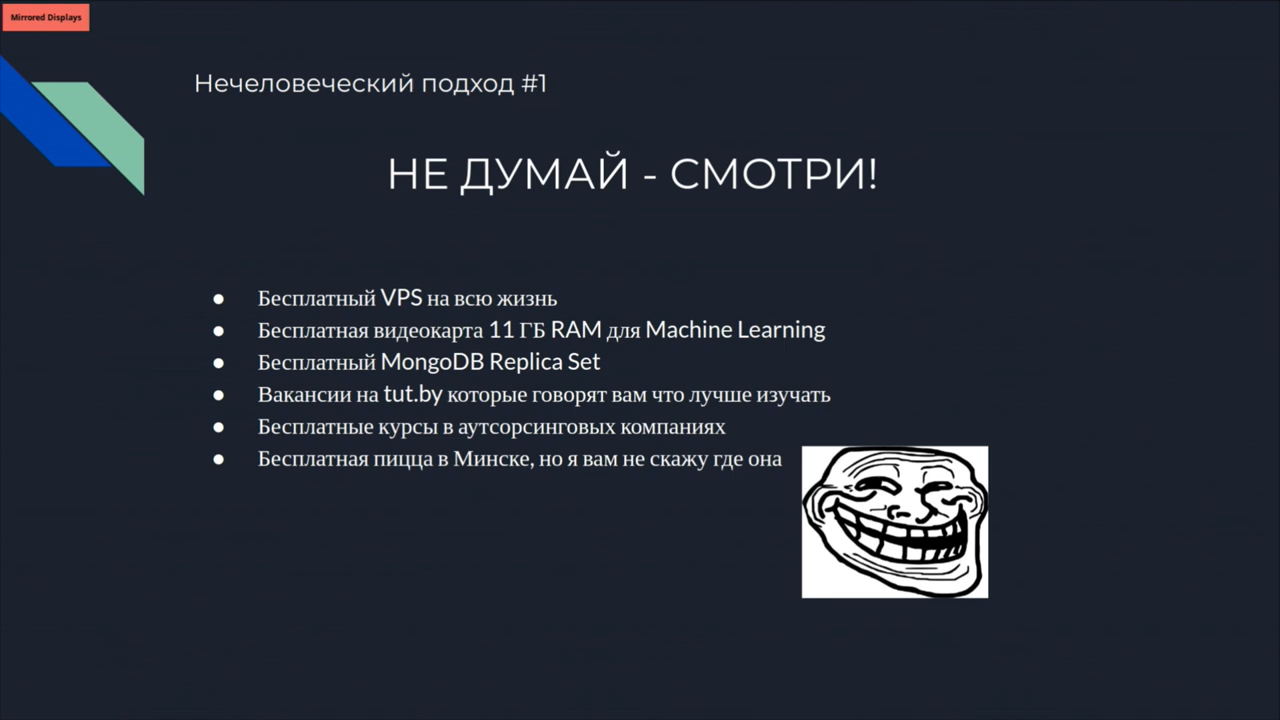 Mirrored Displays
Нечеловеческий подход #1
НЕ ДУМАЙ - СМОТРИ!
● Бесплатный VPS на всю жизнь
● Бесплатная видеокарта 11 ГБ RAM для Machine Learning
● Бесплатный MongoDB Replica Set
● Вакансии на tut.by которые говорят вам что лучше изучать
● Бесплатные курсы в аутсорсинговых компаниях
● Бесплатная пицца в Минске, но я вам не скажу где она